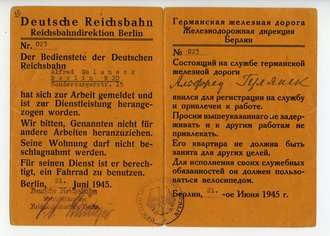 Deutsche Reichsbahn
Reichsbahndirektion Berlin
Nr. 023
Der Bedienstete der Deutschen
Reichsbahn
Alfred Galaneck
Berlin N 20
Sonderburgerstr. 15
hat sich zur Arbeit gemeldet und
ist zur Dienstleistung herange-
zogen worden.
Wir bitten, Genannten nicht für
andere Arbeiten heranzuziehen.
Seine Wohnung darf nicht be-
schlagnahmt werden.
Für seinen Dienst ist er berech-
tigt, ein Fahrrad zu benutzen.
Berlin, 21. Juni 1945.
Deutsche Reichsbahn
Германская железная дорога
Железнодорожная дирекция
Берлин
№ 023
Состоящий на службе германской
железной дороги
Альфред
явился для регистрации на службу
и привлечен к работе.
Просим вышеуказанного не задер-
живать и к другим работам не
привлекать.
Его квартира не должна быть
занята для других целей.
Для исполнения своих служебных
обязанностей он должен пользо-
ваться велосипедом.
Берлин, 21.-ое Июня 1945 г.